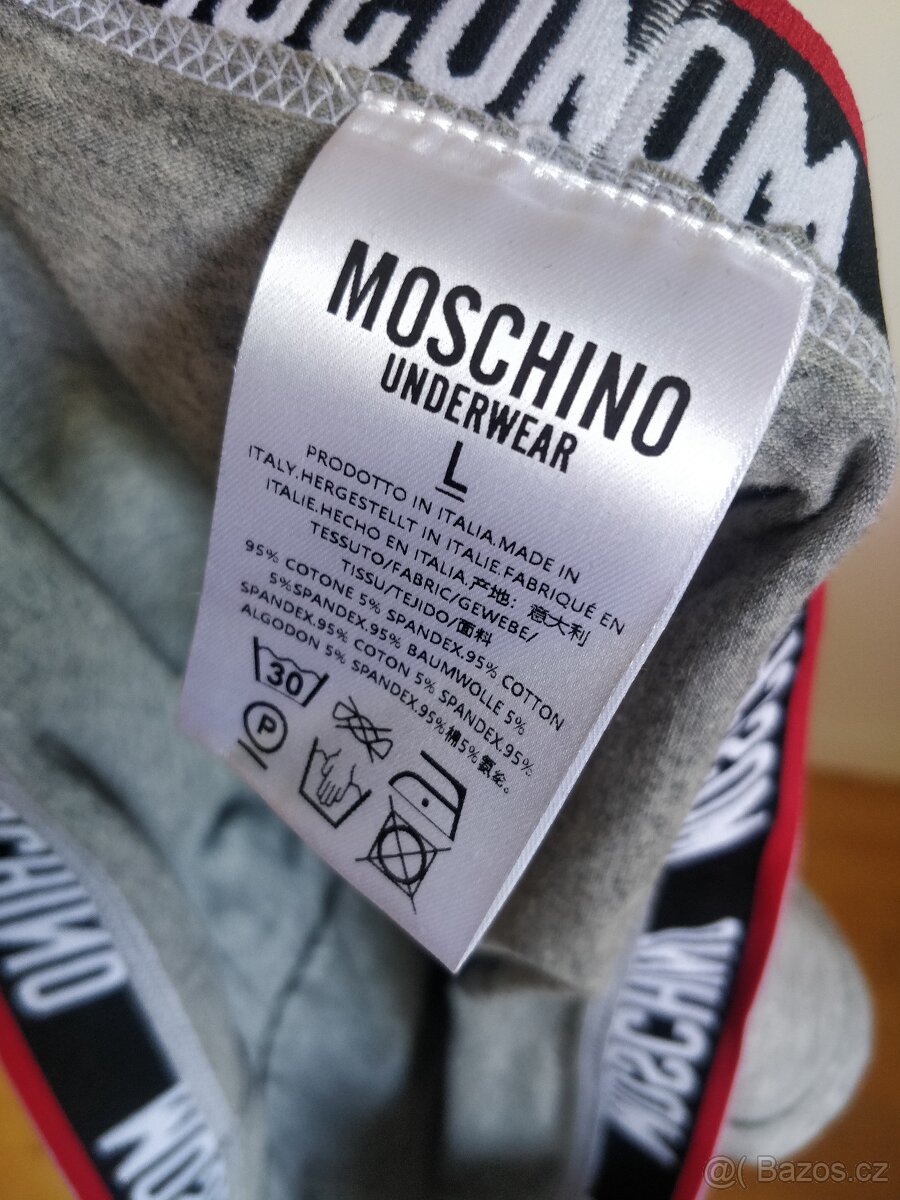 MOSCHINO
UNDERWEAR
L
PRODOTTO IN ITALIA.MADE IN
ITALY.HERGESTELLT IN ITALIE.FABRIQUÉ EN
ITALIE.HECHO EN ITALIA.产地：意大利
TESSUTO/FABRIC/GEWEBE/
TISSU/TEJIDO/面料
95% COTONE 5% SPANDEX.95% COTTON
5%SPANDEX.95% BAUMWOLLE 5%
SPANDEX.95% COTON 5% SPANDEX.95%
ALGODON 5% SPANDEX.95%棉5%氨纶。
30
P
MOSCHINO
MOSCHINO
@( Bazos.cz